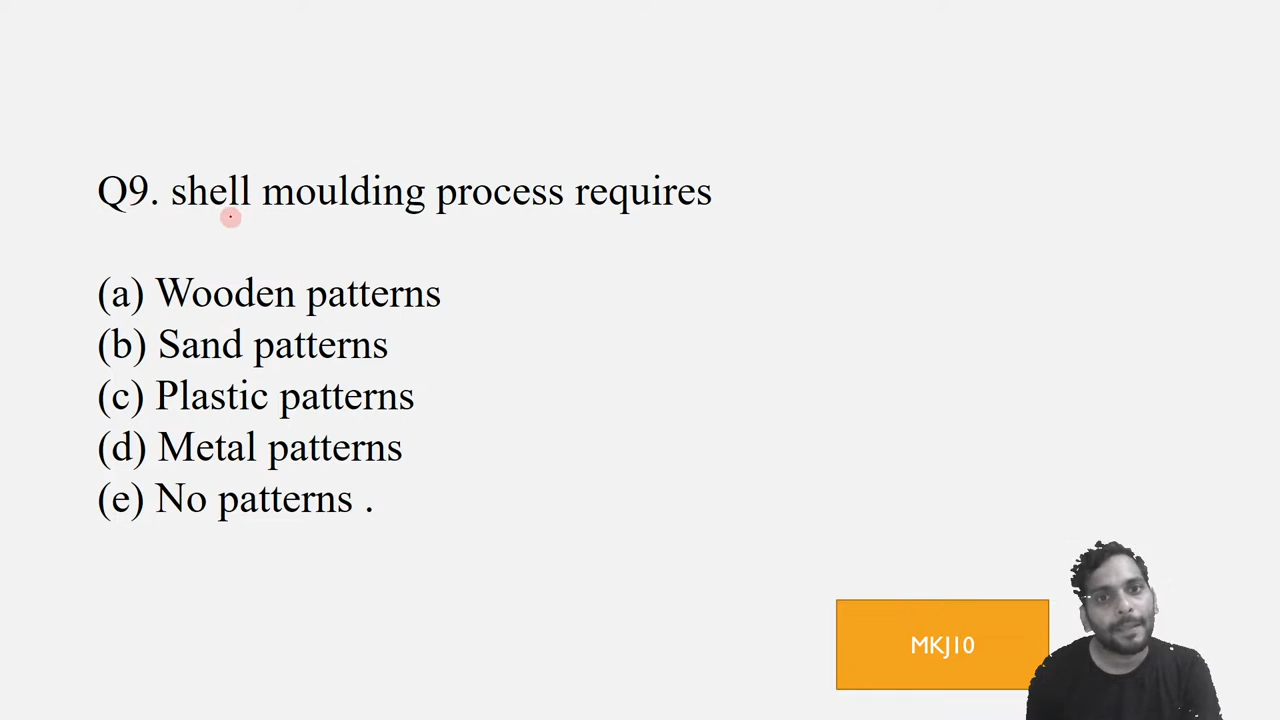 Q9. shell moulding process requires
(a) Wooden patterns
(b) Sand patterns
(c) Plastic patterns
(d) Metal patterns
(e) No patterns .
MKJ10